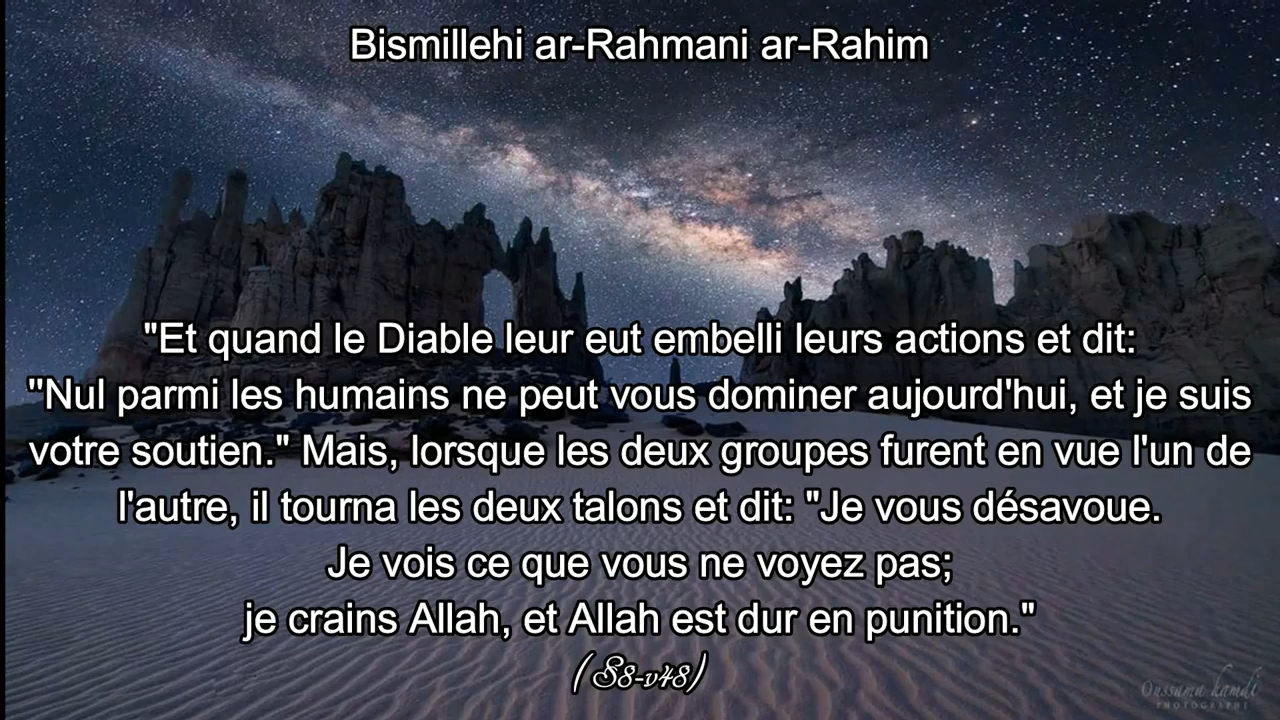 Bismillehi ar-Rahmani ar-Rahim
"Et quand le Diable leur eut embelli leurs actions et dit:
"Nul parmi les humains ne peut vous dominer aujourd'hui, et je suis
votre soutien." Mais, lorsque les deux groupes furent en vue l'un de
l'autre, il tourna les deux talons et dit: "Je vous désavoue.
Je vois ce que vous ne voyez pas;
je crains Allah, et Allah est dur en punition."
(S8-v48)
Oussama hamdi
PHOTOGRAPHE